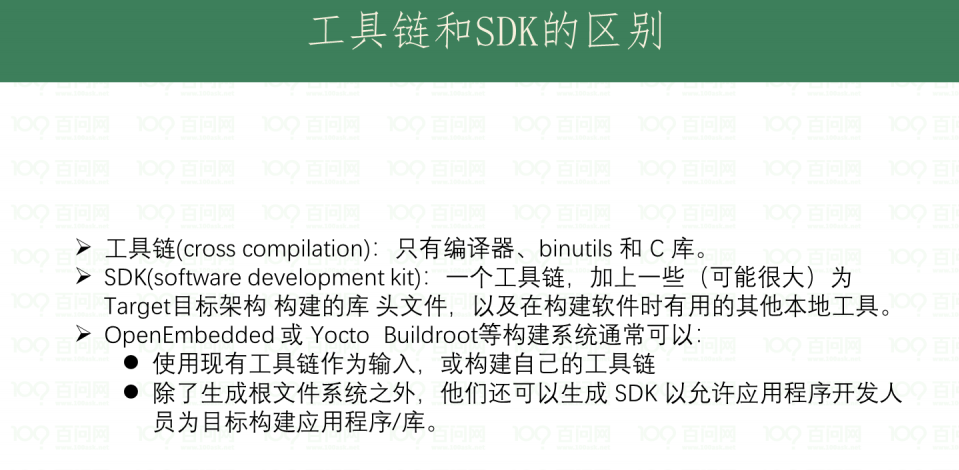 工具链和SDK的区别
➢ 工具链(cross compilation)：只有编译器、binutils 和 C 库。
➢ SDK(software development kit)：一个工具链，加上一些（可能很大）为
Target目标架构 构建的库 头文件，以及在构建软件时有用的其他本地工具。
➢ OpenEmbedded 或 Yocto Buildroot等构建系统通常可以：
● 使用现有工具链作为输入，或构建自己的工具链
● 除了生成根文件系统之外，他们还可以生成 SDK 以允许应用程序开发人
员为目标构建应用程序/库。